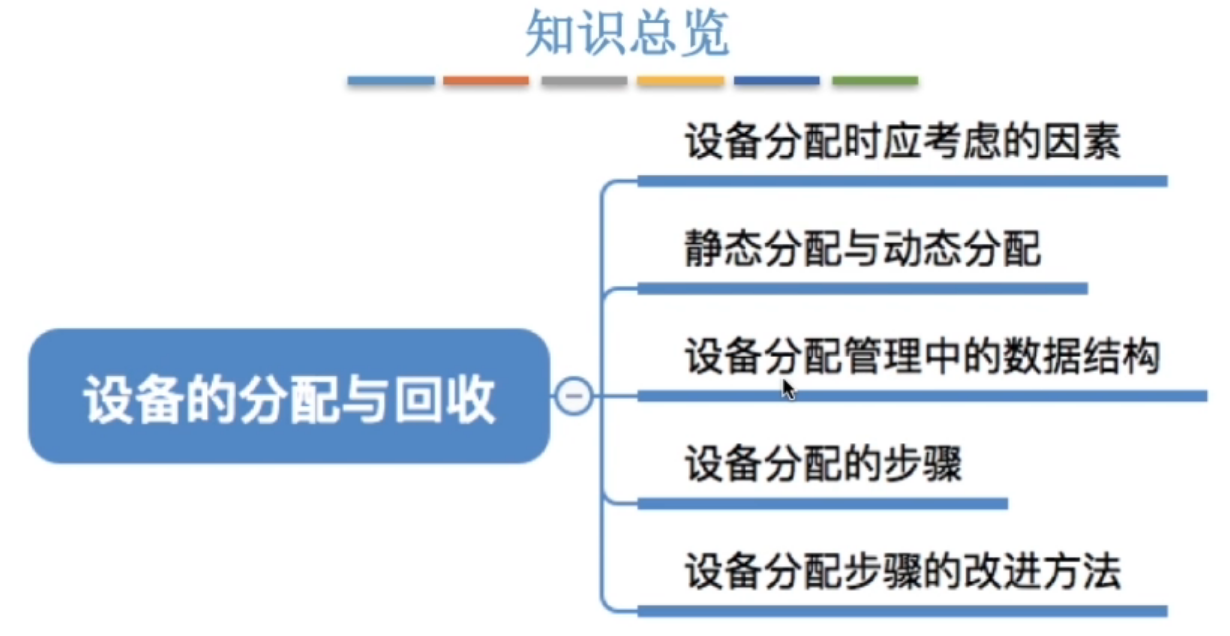 知识总览
设备分配时应考虑的因素
静态分配与动态分配
设备分配管理中的数据结构
设备的分配与回收
设备分配的步骤
设备分配步骤的改进方法